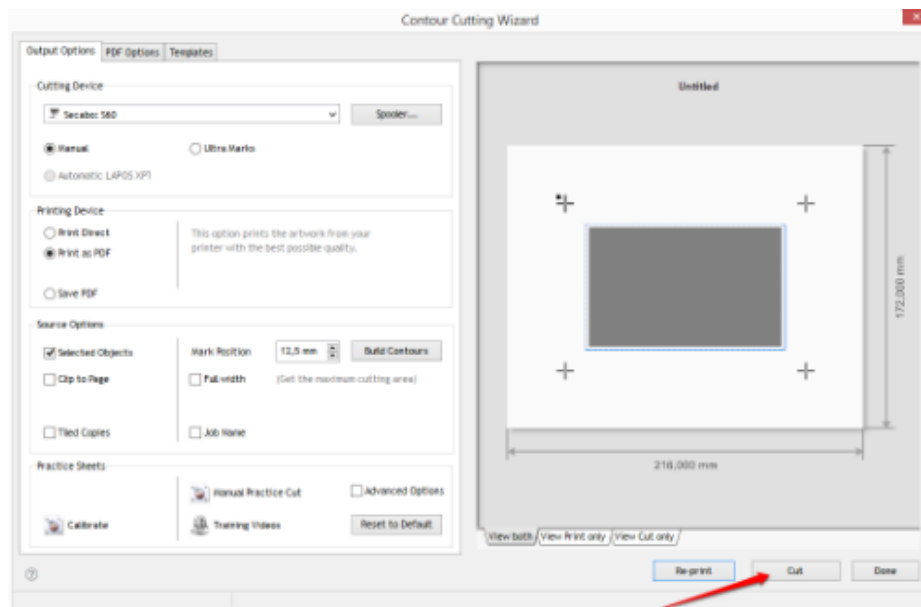 Contour Cutting Wizard
Output Options PDF Options Templates
Cutting Device
Secabo S60
Spooler...
Manual
Ultra Marks
Automatic LAPOS XPT
Printing Device
Print Direct
Print as PDF
Save PDF
This option prints the artwork from your
printer with the best possible quality.
Source Options
Selected Objects
Mark Position 12,5 mm
Build Contours
Clip to Page
Full width
(Get the maximum cutting area)
Tiled Copies
Job Name
Practice Sheets
Manual Practice Cut
Advanced Options
Calibrate
Training Videos
Reset to Default
Untitled
172,000 mm
216,000 mm
View both View Print only View Cut only
Re-print
Cut
Done